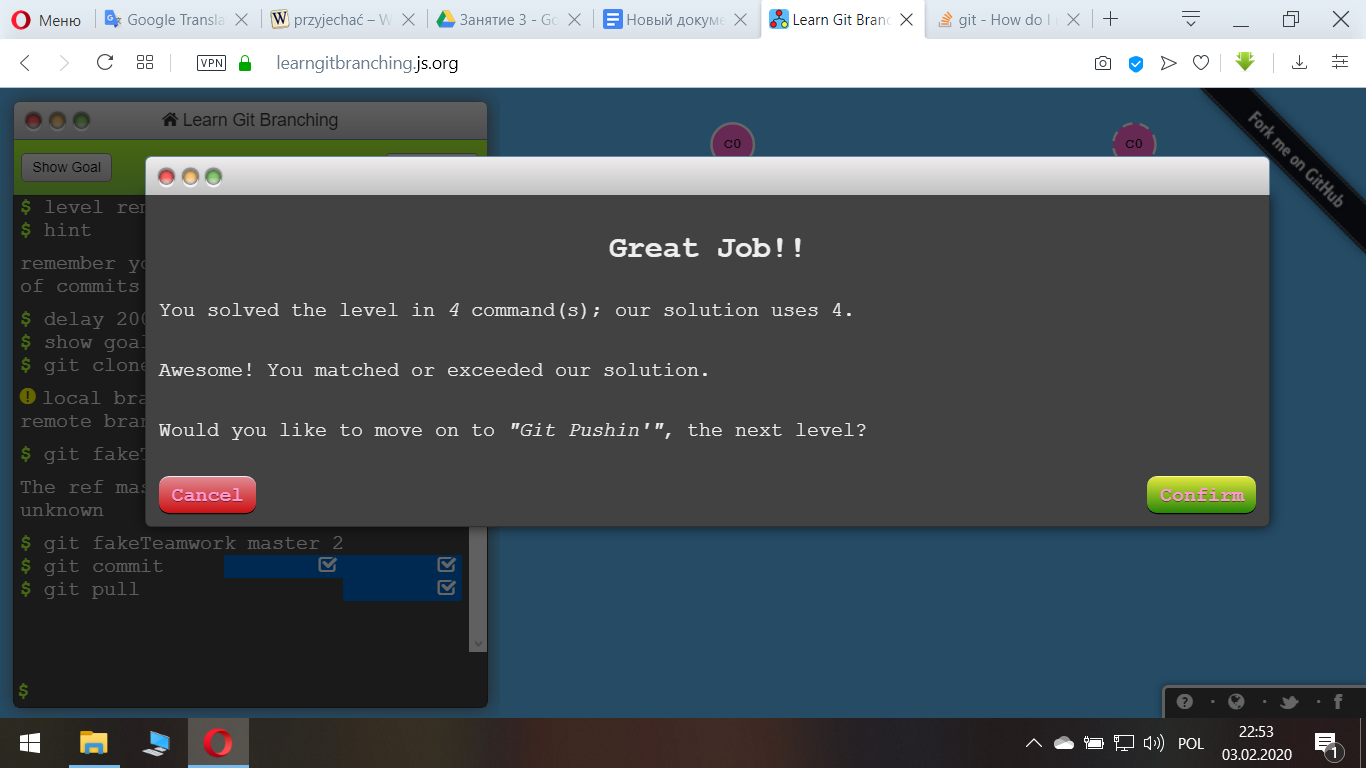 Меню
Google Transla
przyjechać – W
Занятие 3 - Go
Новый докуме
Learn Git Branc
git - How do I
VPN
learngitbranching.js.org
Learn Git Branching
Show Goal
C0
C0
Fork me on GitHub
$ level rem
$ hint
remember yo
of commits
$ delay 200
$ show goal
$ git clone
local bra
remote bran
$ git fakeT
The ref mas
unknown
$ git fakeTeamwork master 2
$ git commit
$ git pull
$
Great Job!!
You solved the level in 4 command(s); our solution uses 4.
Awesome! You matched or exceeded our solution.
Would you like to move on to "Git Pushin'", the next level?
Cancel
Confirm
POL
22:53
03.02.2020
1